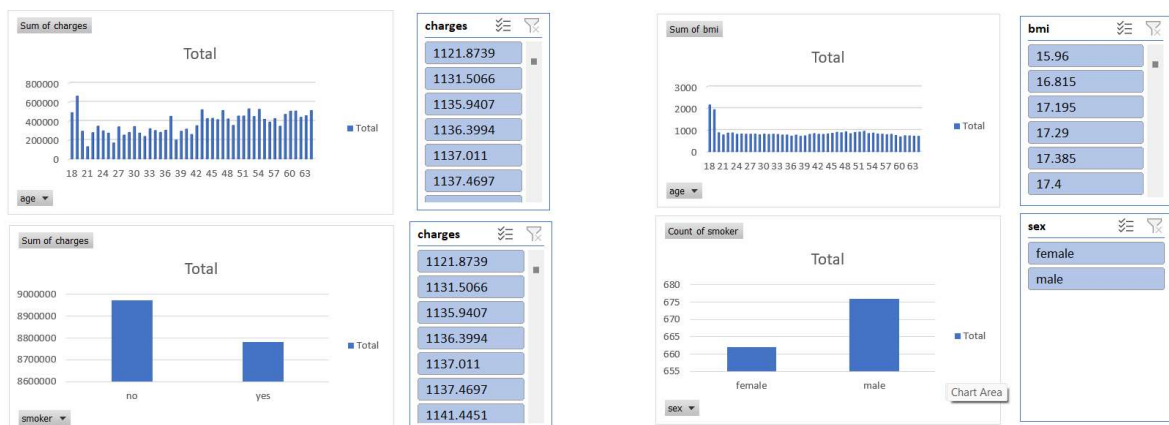 Sum of charges
Total
800000
600000
400000
200000
0
18 21 24 27 30 33 36 39 42 45 48 51 54 57 60 63
Total
age
charges
1121.8739
1131.5066
1135.9407
1136.3994
1137.011
1137.4697
Sum of bmi
Total
3000
2000
1000
0
18 21 24 27 30 33 36 39 42 45 48 51 54 57 60 63
Total
age
bmi
15.96
16.815
17.195
17.29
17.385
17.4
Sum of charges
Total
9000000
8900000
8800000
8700000
8600000
no yes
Total
smoker
charges
1121.8739
1131.5066
1135.9407
1136.3994
1137.011
1137.4697
1141.4451
Count of smoker
Total
680
675
670
665
660
655
female male
Total
Chart Area
sex
sex
female
male